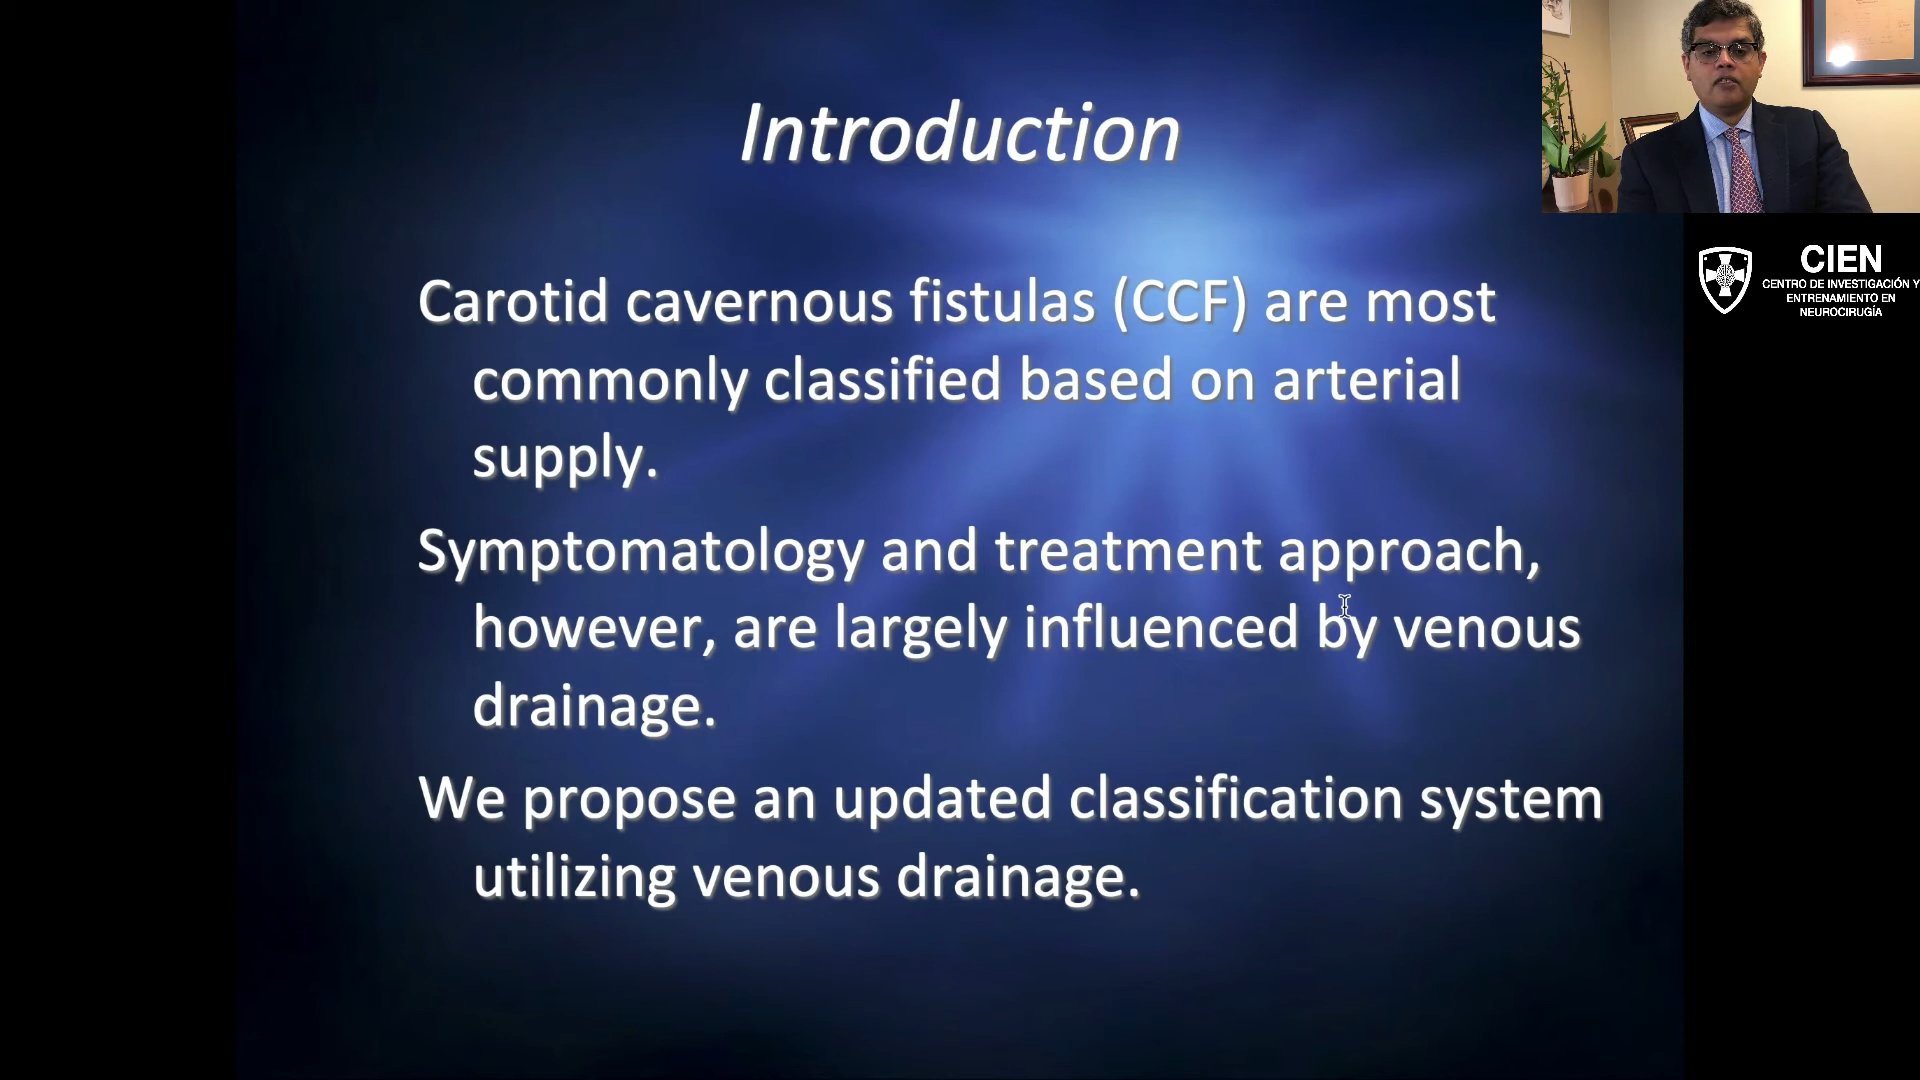 Introduction
Carotid cavernous fistulas (CCF) are most
commonly classified based on arterial
supply.
Symptomatology and treatment approach,
however, are largely influenced by venous
drainage.
We propose an updated classification system
utilizing venous drainage.
CIEN
CENTRO DE INVESTIGACIÓN Y
ENTRENAMIENTO EN
NEUROCIRUGÍA